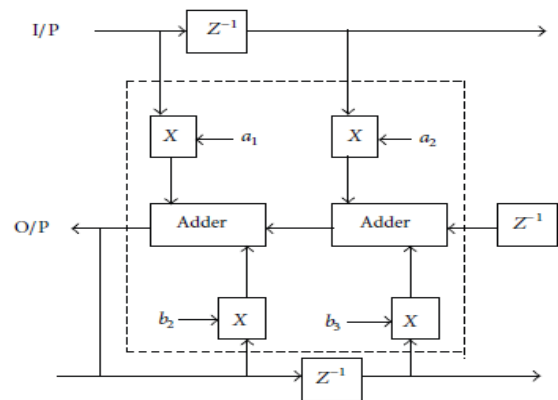 I/P Z⁻¹
X a₁ X a₂
O/P Adder Adder Z⁻¹
b₂ X b₃ X
Z⁻¹